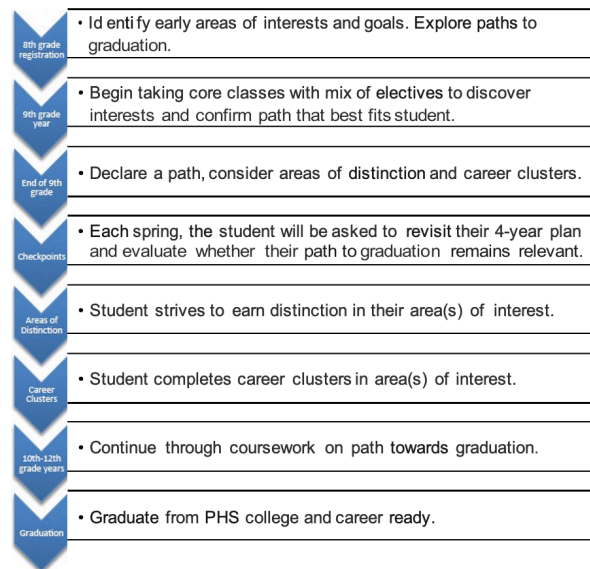 8th grade
registration
• Id entify early areas of interests and goals. Explore paths to
graduation.
9th grade
year
• Begin taking core classes with mix of electives to discover
interests and confirm path that best fits student.
End of 9th
grade
• Declare a path, consider areas of distinction and career clusters.
Checkpoints
• Each spring, the student will be asked to revisit their 4-year plan
and evaluate whether their path to graduation remains relevant.
Areas of
Distinction
• Student strives to earn distinction in their area(s) of interest.
Career
Clusters
• Student completes career clusters in area(s) of interest.
10th-12th
grade years
• Continue through coursework on path towards graduation.
Graduation
• Graduate from PHS college and career ready.